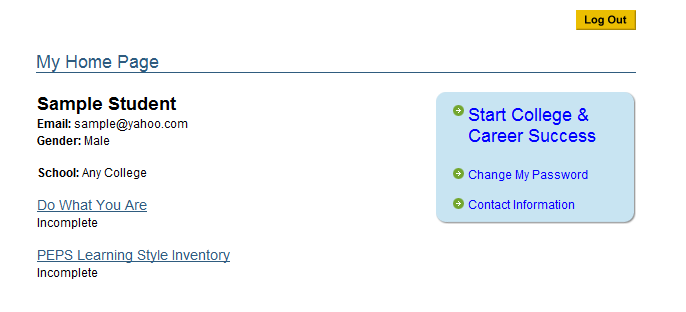 Log Out
My Home Page
Sample Student
Email: sample@yahoo.com
Gender: Male
School: Any College
Do What You Are
Incomplete
PEPS Learning Style Inventory
Incomplete
Start College &
Career Success
Change My Password
Contact Information